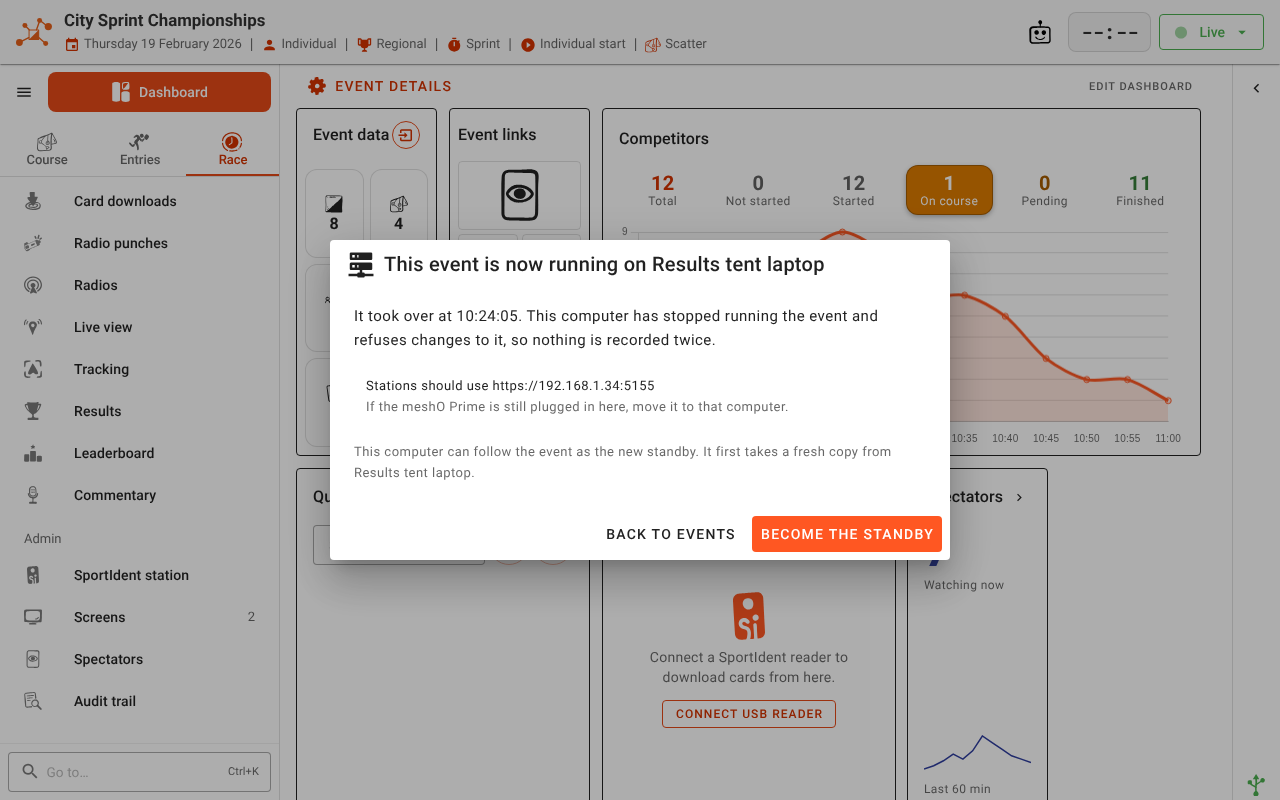 City Sprint Championships
Thursday 19 February 2026 | Individual | Regional | Sprint | Individual start | Scatter
--:--
Live
Dashboard
EVENT DETAILS
EDIT DASHBOARD
Course
Entries
Race
Card downloads
Radio punches
Radios
Live view
Tracking
Results
Leaderboard
Commentary
Admin
SportIdent station
Screens 2
Spectators
Audit trail
Go to...
Ctrl+K
Event data
8
4
Event links
Competitors
12
Total
0
Not started
12
Started
1
On course
0
Pending
11
Finished
9
10:35 10:40 10:45 10:50 10:55 11:00
This event is now running on Results tent laptop
It took over at 10:24:05. This computer has stopped running the event and
refuses changes to it, so nothing is recorded twice.
Stations should use https://192.168.1.34:5155
If the meshO Prime is still plugged in here, move it to that computer.
This computer can follow the event as the new standby. It first takes a fresh copy from
Results tent laptop.
BACK TO EVENTS
BECOME THE STANDBY
Si
Connect a SportIdent reader to
download cards from here.
CONNECT USB READER
Watching now
Last 60 min